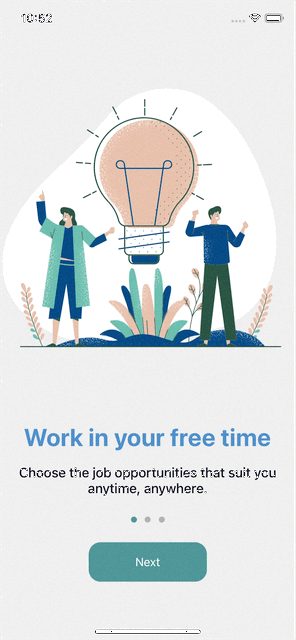 10:52
Work in your free time
Choose the job opportunities that suit you
anytime, anywhere.
Next